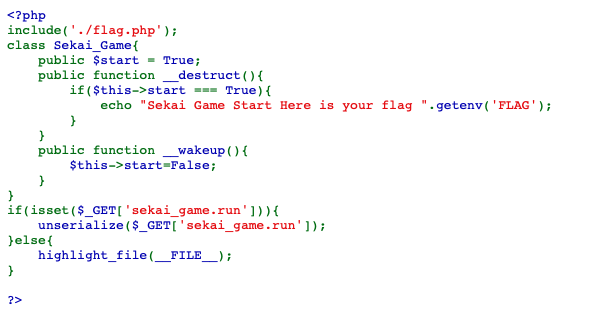 <?php
include('./flag.php');
class Sekai_Game{
    public $start = True;
    public function __destruct(){
        if($this->start === True){
            echo "Sekai Game Start Here is your flag ".getenv('FLAG');
        }
    }
    public function __wakeup(){
        $this->start=False;
    }
}
if(isset($_GET['sekai_game.run'])){
    unserialize($_GET['sekai_game.run']);
}else{
    highlight_file(__FILE__);
}

?>